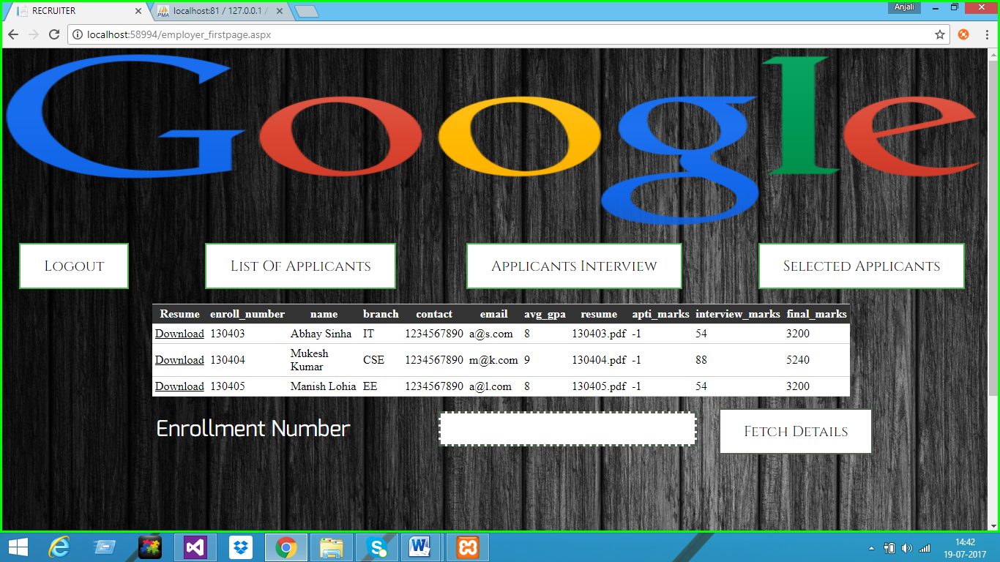 RECRUITER
localhost:81 / 127.0.0.1 /
Anjali
localhost:58994/employer_firstpage.aspx
Google
Logout
List Of Applicants
Applicants Interview
Selected Applicants
Resume enroll_number name branch contact email avg_gpa resume apti_marks interview_marks final_marks
Download 130403 Abhay Sinha IT 1234567890 a@s.com 8 130403.pdf -1 54 3200
Download 130404 Mukesh Kumar CSE 1234567890 m@k.com 9 130404.pdf -1 88 5240
Download 130405 Manish Lohia EE 1234567890 a@l.com 8 130405.pdf -1 54 3200
Enrollment Number
Fetch Details
14:42
19-07-2017